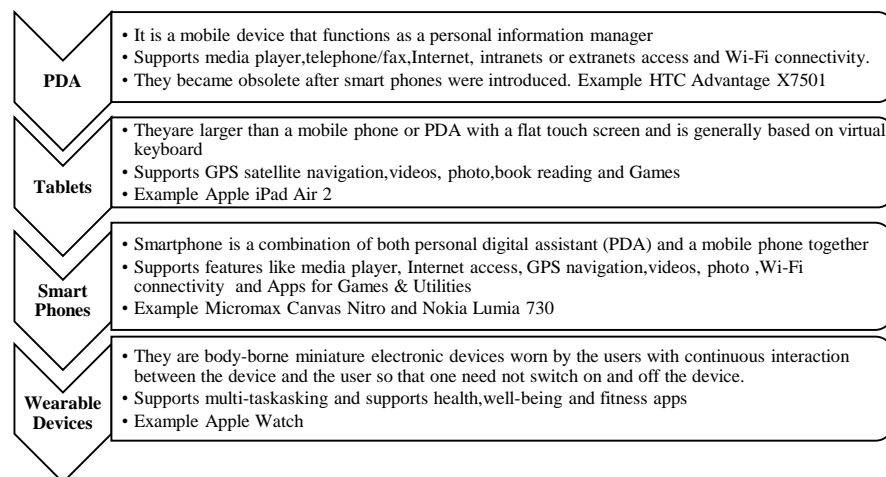 PDA
• It is a mobile device that functions as a personal information manager
• Supports media player,telephone/fax,Internet, intranets or extranets access and Wi-Fi connectivity.
• They became obsolete after smart phones were introduced. Example HTC Advantage X7501
Tablets
• Theyare larger than a mobile phone or PDA with a flat touch screen and is generally based on virtual
keyboard
• Supports GPS satellite navigation,videos, photo,book reading and Games
• Example Apple iPad Air 2
Smart
Phones
• Smartphone is a combination of both personal digital assistant (PDA) and a mobile phone together
• Supports features like media player, Internet access, GPS navigation,videos, photo ,Wi-Fi
connectivity and Apps for Games & Utilities
• Example Micromax Canvas Nitro and Nokia Lumia 730
Wearable
Devices
• They are body-borne miniature electronic devices worn by the users with continuous interaction
between the device and the user so that one need not switch on and off the device.
• Supports multi-taskasking and supports health,well-being and fitness apps
• Example Apple Watch